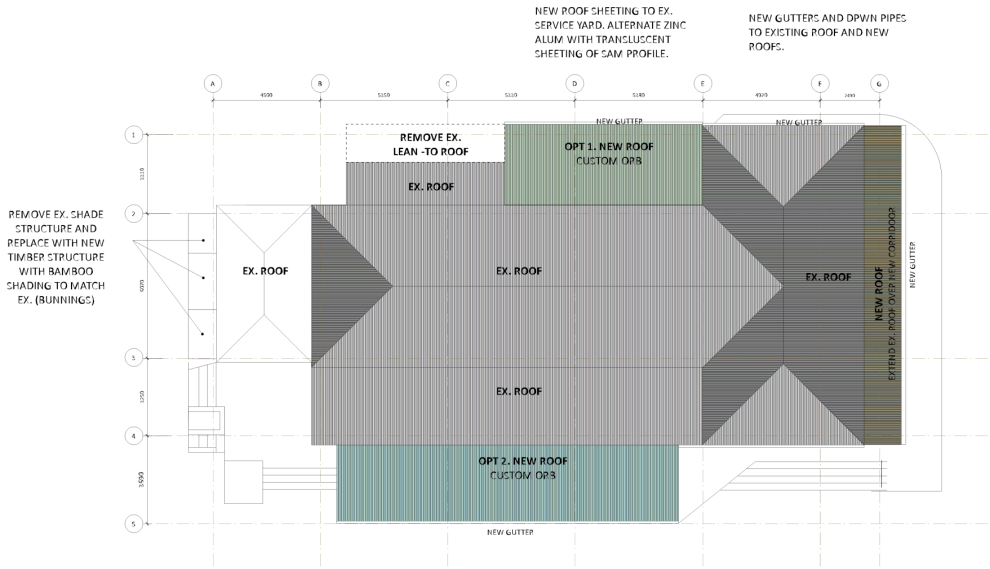 NEW ROOF SHEETING TO EX.
SERVICE YARD. ALTERNATE ZINC
ALUM WITH TRANSLUSCENT
SHEETING OF SAM PROFILE.
NEW GUTTERS AND DPWN PIPES
TO EXISTING ROOF AND NEW
ROOFS.
A
B
C
D
E
F
G
4500
5150
5110
5180
NEW GUTTER
NEW GUTTER
1
REMOVE EX.
LEAN -TO ROOF
OPT 1. NEW ROOF
CUSTOM ORB
EX. ROOF
2
REMOVE EX. SHADE
STRUCTURE AND
REPLACE WITH NEW
TIMBER STRUCTURE
WITH BAMBOO
SHADING TO MATCH
EX. (BUNNINGS)
EX. ROOF
EX. ROOF
EX. ROOF
NEW ROOF
EXTEND EX. ROOF OVER NEW CORRIDOOR
NEW GUTTER
3
EX. ROOF
4
OPT 2. NEW ROOF
CUSTOM ORB
5
NEW GUTTER